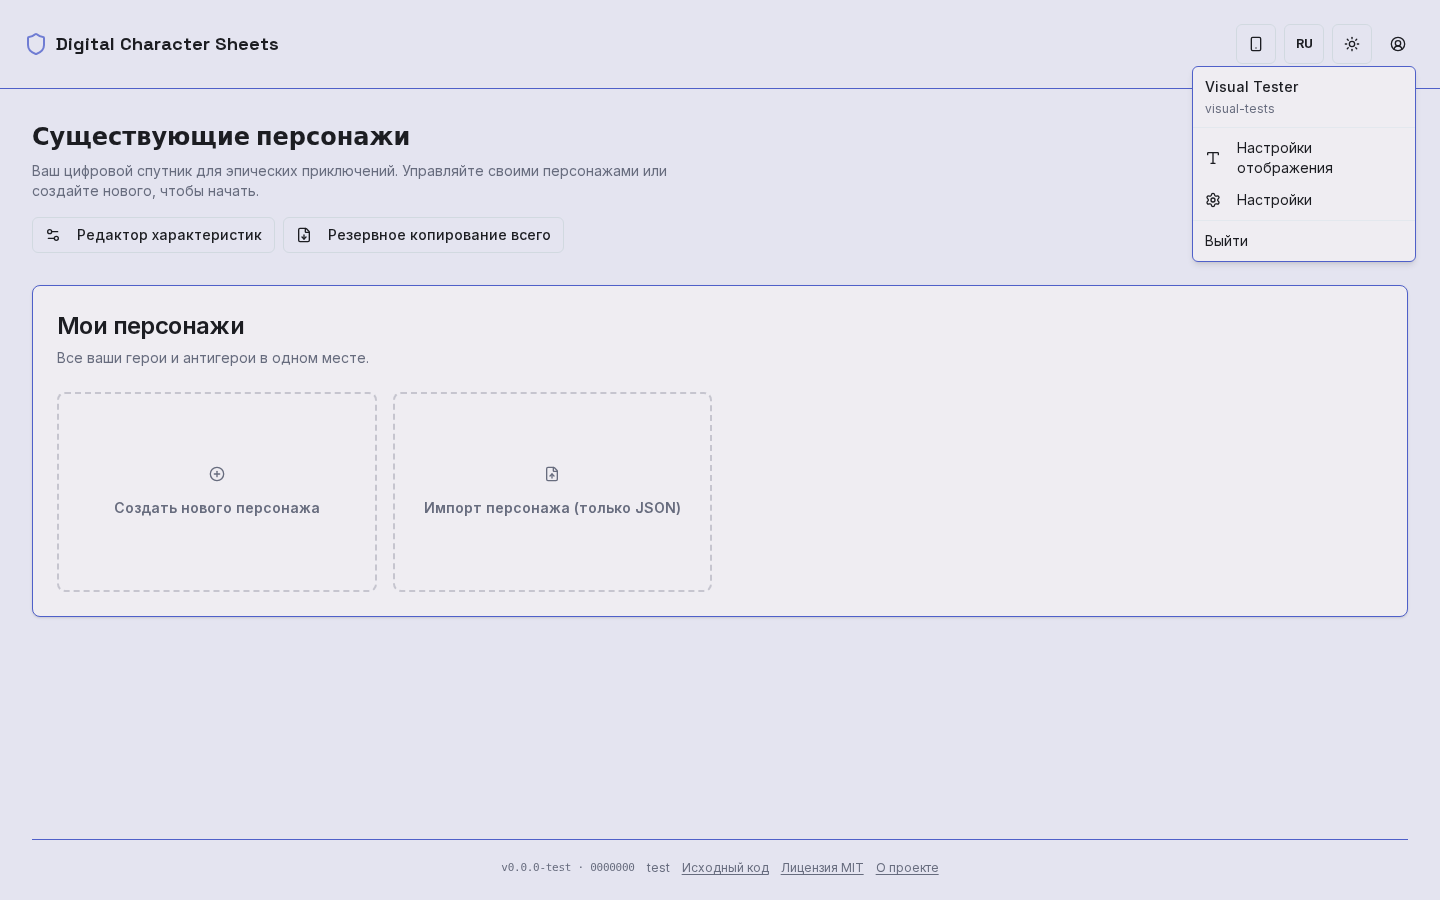 Digital Character Sheets
RU
Visual Tester
visual-tests
Настройки
отображения
Настройки
Выйти
Существующие персонажи
Ваш цифровой спутник для эпических приключений. Управляйте своими персонажами или
создайте нового, чтобы начать.
Редактор характеристик
Резервное копирование всего
Мои персонажи
Все ваши герои и антигерои в одном месте.
Создать нового персонажа
Импорт персонажа (только JSON)
v0.0.0-test · 0000000 test Исходный код Лицензия MIT О проекте